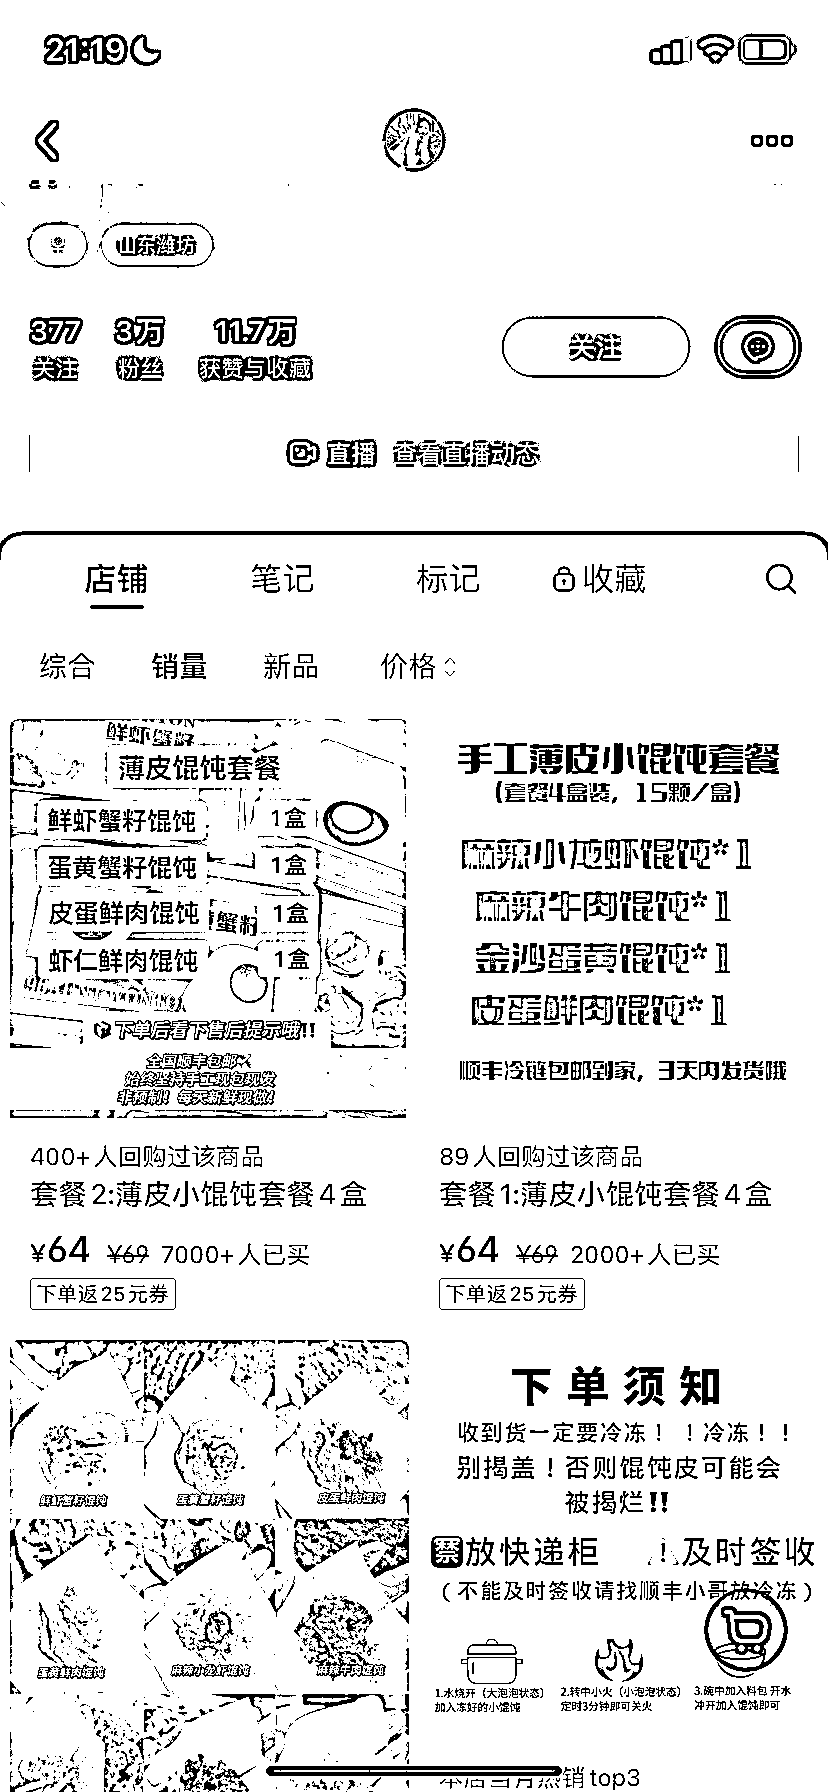 21:19
山东潍坊
377 3万 11.7万
关注 粉丝 获赞与收藏
关注
直播 查看直播动态
店铺 笔记 标记 收藏
综合 销量 新品 价格
鲜虾蟹籽
薄皮馄饨套餐
鲜虾蟹籽馄饨 1盒
蛋黄蟹籽馄饨 1盒
皮蛋鲜肉馄饨 1盒
蟹籽
虾仁鲜肉馄饨 1盒
下单后看下售后提示哦!!
全国顺丰包邮
始终坚持手工现包现发
非预制！每天新鲜现做!
手工薄皮小馄饨套餐
(套餐4盒装，15颗/盒)
麻辣小龙虾馄饨*1
麻辣牛肉馄饨*1
金沙蛋黄馄饨*1
皮蛋鲜肉馄饨*1
顺丰冷链包邮到家，3天内发货哦
400+人回购过该商品
套餐2:薄皮小馄饨套餐4盒
¥64 ¥69 7000+人已买
下单返25元券
89人回购过该商品
套餐1:薄皮小馄饨套餐4盒
¥64 ¥69 2000+人已买
下单返25元券
鲜虾蟹籽馄饨 蛋黄蟹籽馄饨 皮蛋鲜肉馄饨
蛋黄鲜肉馄饨 麻辣小龙虾馄饨 麻辣牛肉馄饨
下单须知
收到货一定要冷冻！！冷冻！！
别揭盖！否则馄饨皮可能会
被揭烂!!
禁放快递柜 ！及时签收
（不能及时签收请找顺丰小哥放冷冻）
1.水烧开（大泡泡状态）
加入冻好的小馄饨
2.转中小火（小泡泡状态）
定时3分钟即可关火
3.碗中加入料包 开水
冲开加入馄饨即可
本店当月热销top3